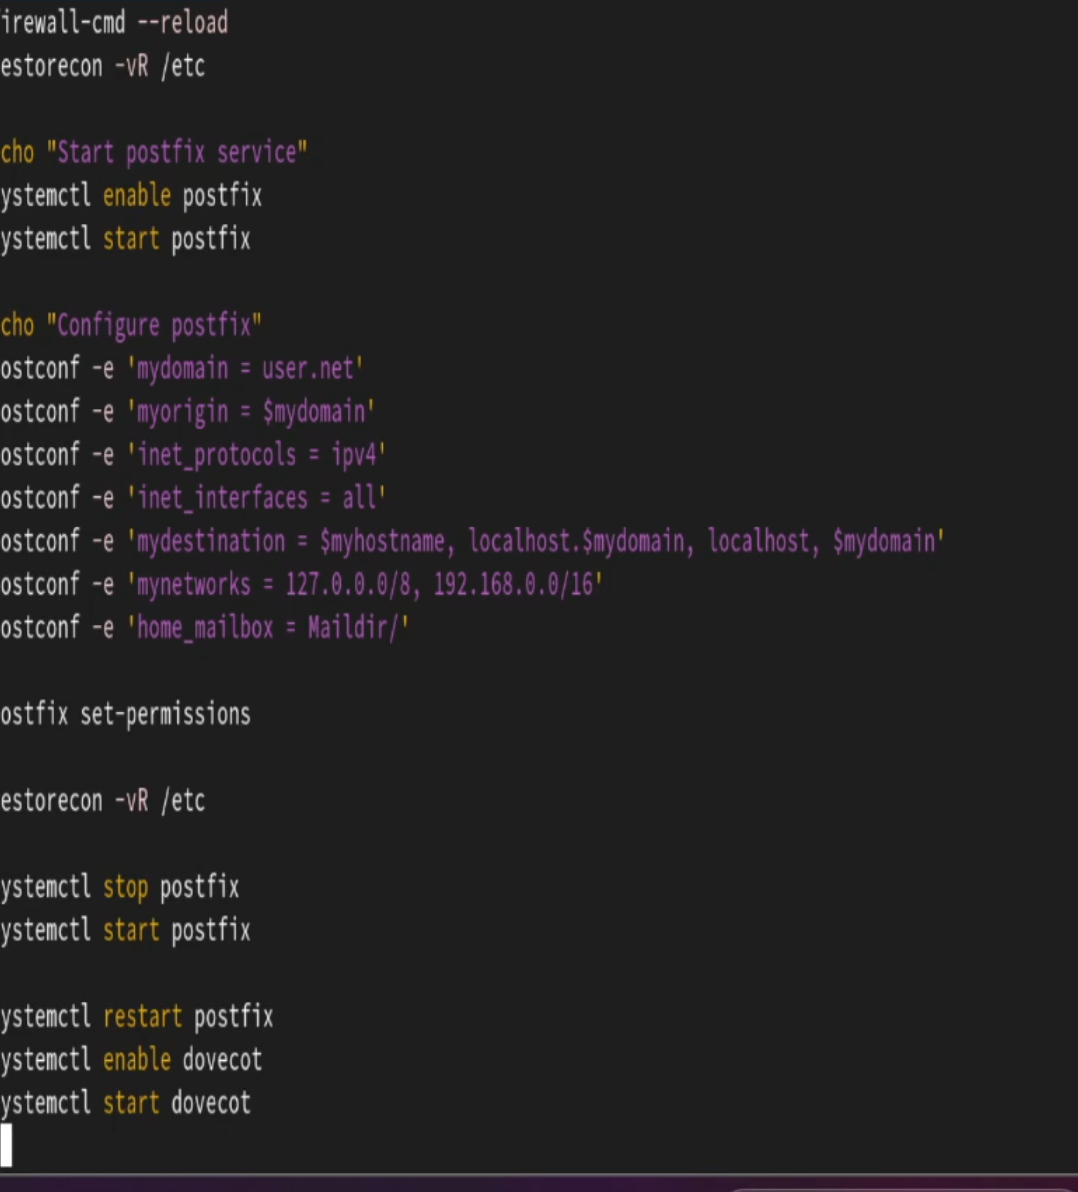 irewall-cmd --reload
estorecon -vR /etc
cho "Start postfix service"
ystemctl enable postfix
ystemctl start postfix
cho "Configure postfix"
ostconf -e 'mydomain = user.net'
ostconf -e 'myorigin = $mydomain'
ostconf -e 'inet_protocols = ipv4'
ostconf -e 'inet_interfaces = all'
ostconf -e 'mydestination = $myhostname, localhost.$mydomain, localhost, $mydomain'
ostconf -e 'mynetworks = 127.0.0.0/8, 192.168.0.0/16'
ostconf -e 'home_mailbox = Maildir/'
ostfix set-permissions
estorecon -vR /etc
ystemctl stop postfix
ystemctl start postfix
ystemctl restart postfix
ystemctl enable dovecot
ystemctl start dovecot